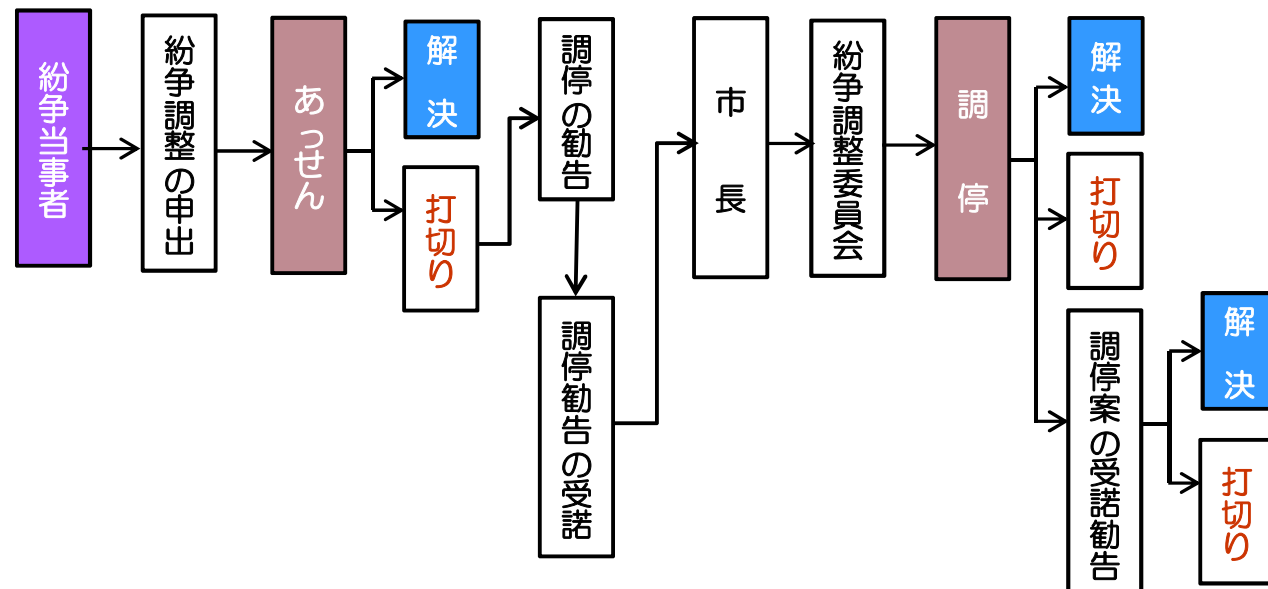 紛争当事者
紛争調整の申出
あっせん
解決
打切り
調停の勧告
調停勧告の受諾
市長
紛争調整委員会
調停
解決
打切り
調停案の受諾勧告
解決
打切り